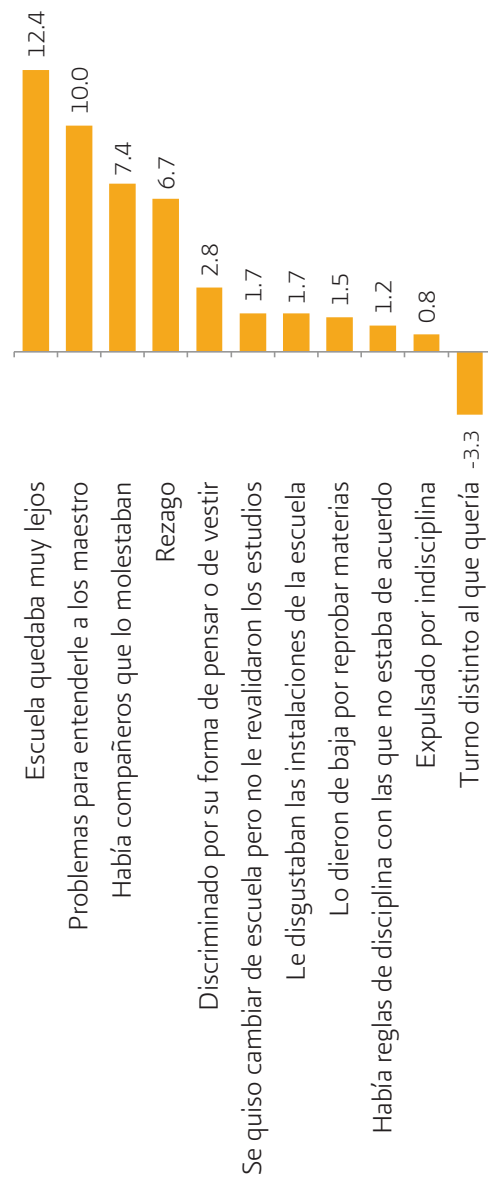 Escuela quedaba muy lejos 12.4
Problemas para entenderle a los maestro 10.0
Había compañeros que lo molestaban 7.4
Rezago 6.7
Discriminado por su forma de pensar o de vestir 2.8
Se quiso cambiar de escuela pero no le revalidaron los estudios 1.7
Le disgustaban las instalaciones de la escuela 1.7
Lo dieron de baja por reprobar materias 1.5
Había reglas de disciplina con las que no estaba de acuerdo 1.2
Expulsado por indisciplina 0.8
Turno distinto al que quería -3.3